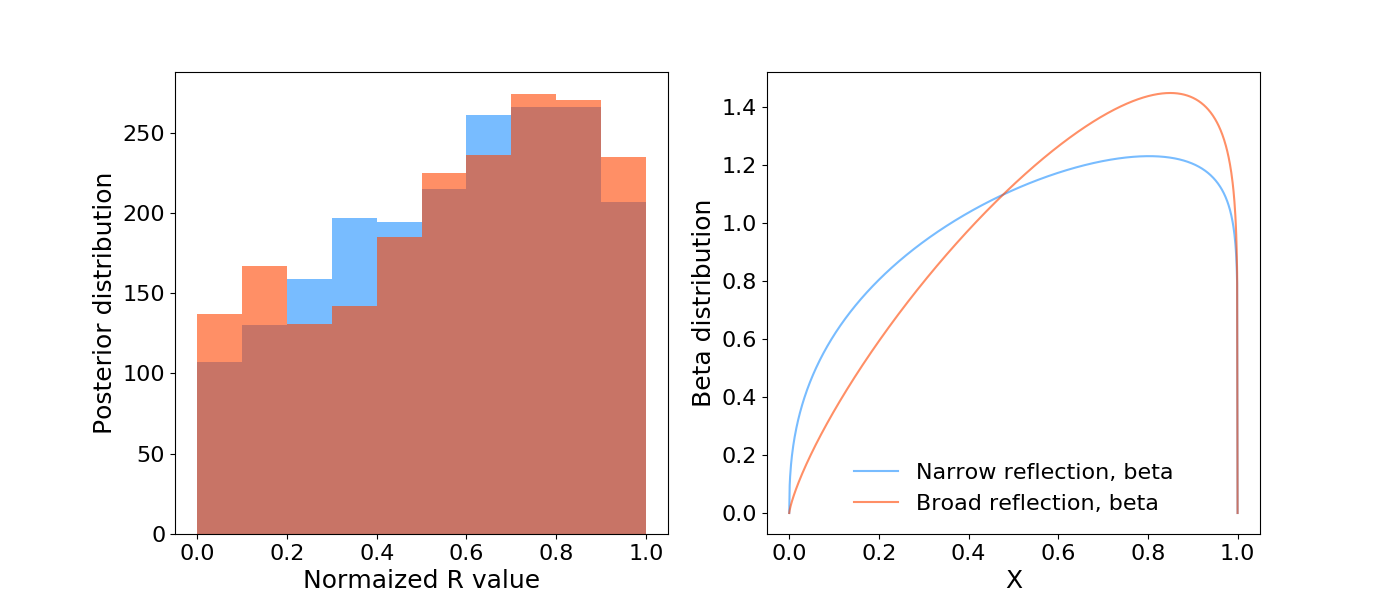 Posterior distribution
250
200
150
100
50
0
0.0 0.2 0.4 0.6 0.8 1.0
Normaized R value
Beta distribution
1.4
1.2
1.0
0.8
0.6
0.4
0.2
0.0
Narrow reflection, beta
Broad reflection, beta
0.0 0.2 0.4 0.6 0.8 1.0
X